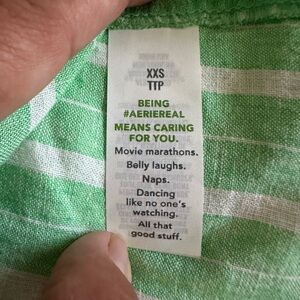 XXS
TTP
BEING
#AERIEREAL
MEANS CARING
FOR YOU.
Movie marathons.
Belly laughs.
Naps.
Dancing
like no one's
watching.
All that
good stuff.